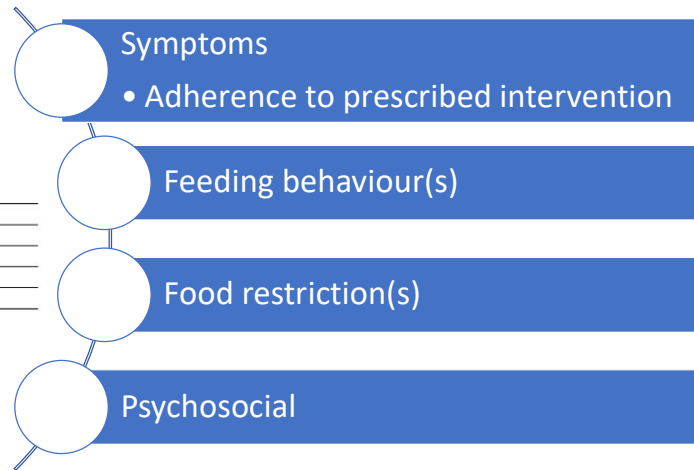 Symptoms
• Adherence to prescribed intervention
Feeding behaviour(s)
Food restriction(s)
Psychosocial